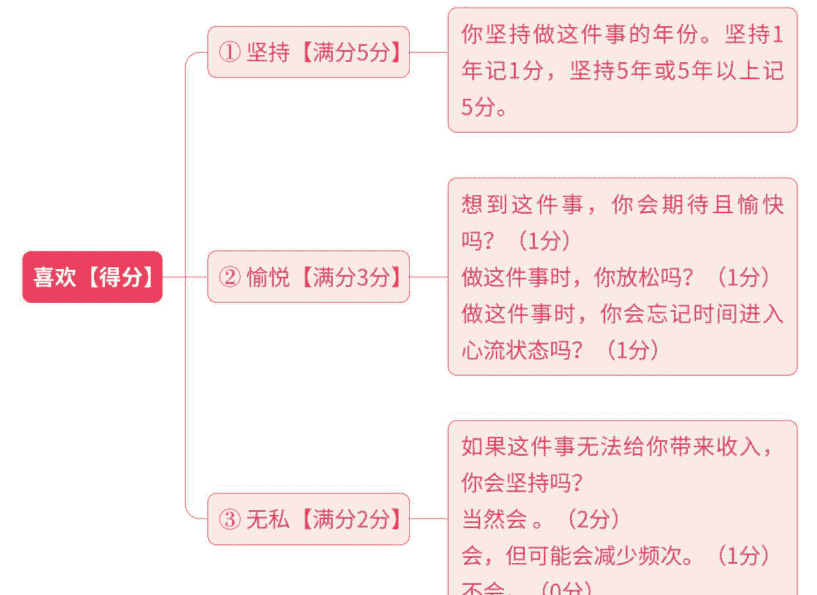 ① 坚持【满分5分】
你坚持做这件事的年份。坚持1
年记1分，坚持5年或5年以上记
5分。
喜欢【得分】
② 愉悦【满分3分】
想到这件事，你会期待且愉快
吗？（1分）
做这件事时，你放松吗？（1分）
做这件事时，你会忘记时间进入
心流状态吗？（1分）
③ 无私【满分2分】
如果这件事无法给你带来收入，
你会坚持吗？
当然会 。（2分）
会，但可能会减少频次。（1分）
不会。（0分）